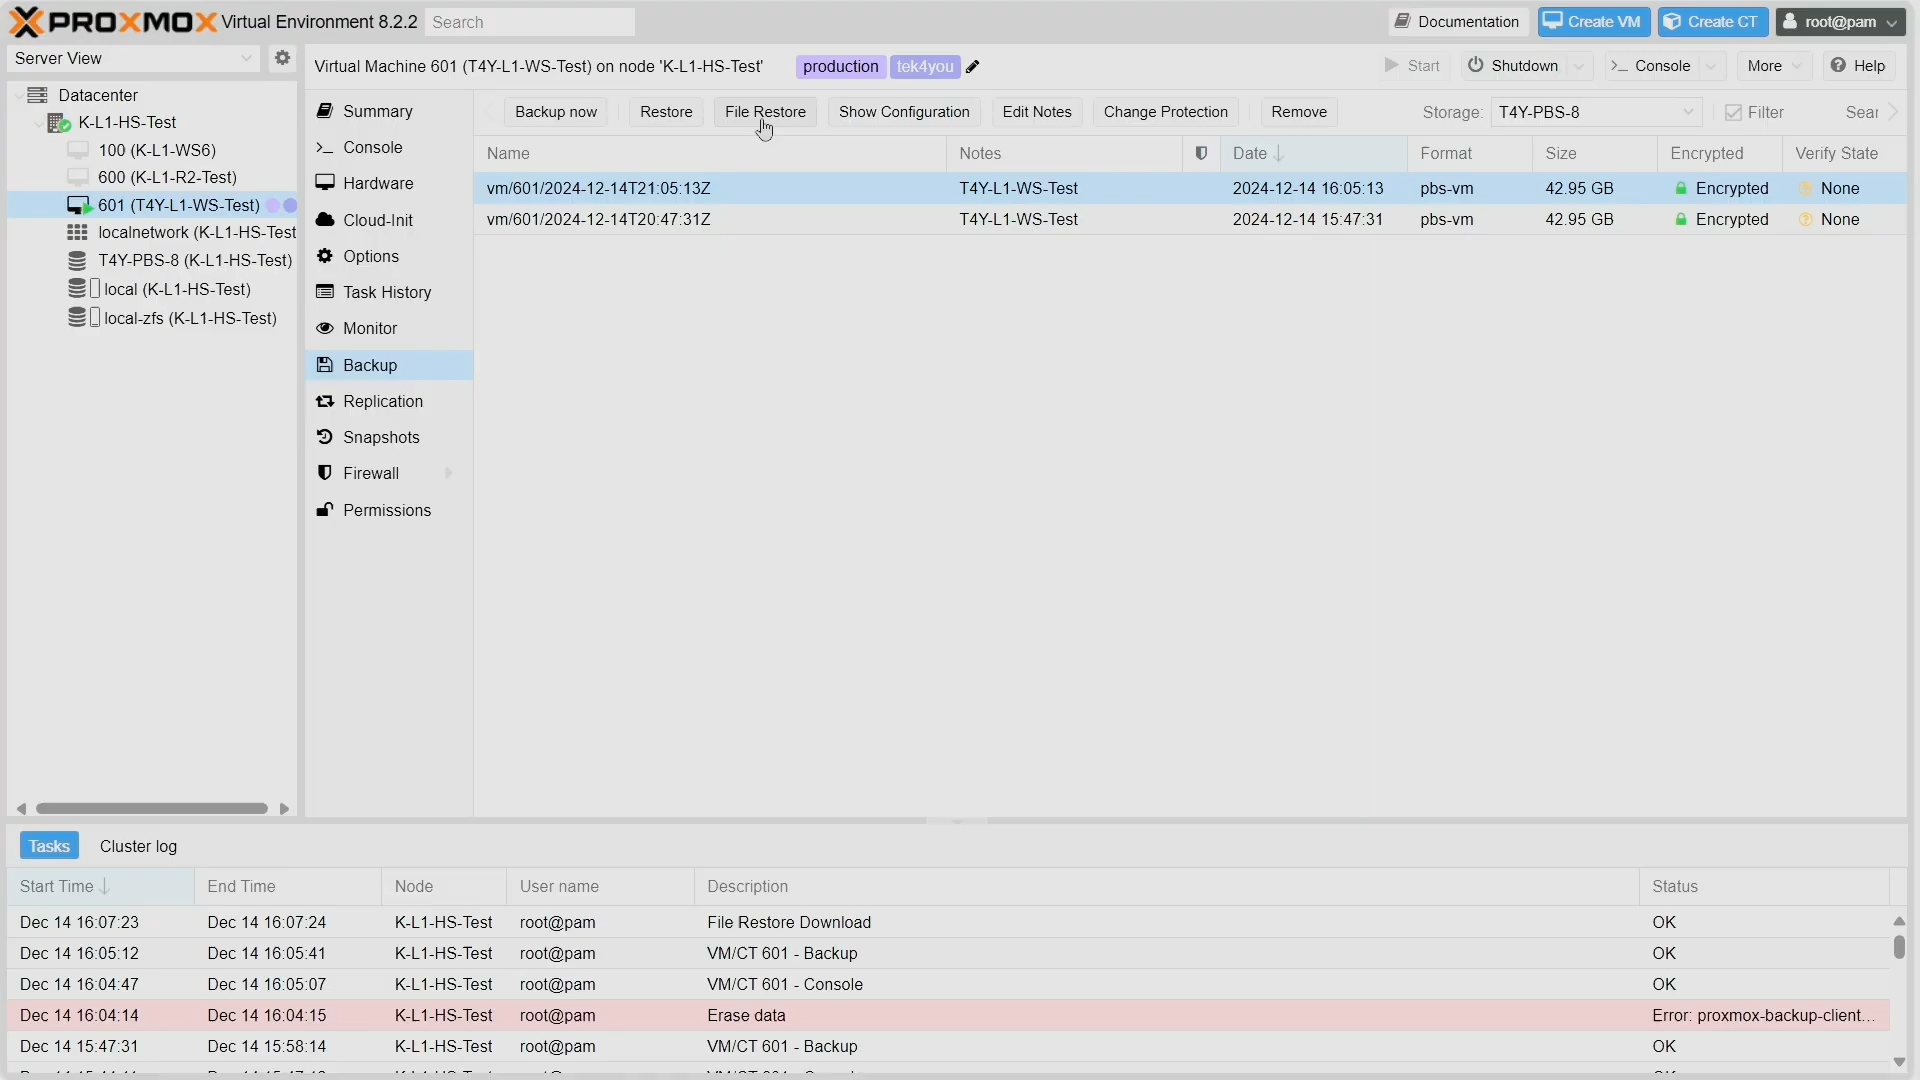 PROXMOX Virtual Environment 8.2.2 Search Documentation Create VM Create CT root@pam
Server View
Virtual Machine 601 (T4Y-L1-WS-Test) on node 'K-L1-HS-Test' production tek4you Start Shutdown Console More Help
Datacenter
K-L1-HS-Test
100 (K-L1-WS6)
600 (K-L1-R2-Test)
601 (T4Y-L1-WS-Test)
localnetwork (K-L1-HS-Test
T4Y-PBS-8 (K-L1-HS-Test)
local (K-L1-HS-Test)
local-zfs (K-L1-HS-Test)
Summary
Console
Hardware
Cloud-Init
Options
Task History
Monitor
Backup
Replication
Snapshots
Firewall
Permissions
Backup now Restore File Restore Show Configuration Edit Notes Change Protection Remove Storage: T4Y-PBS-8 Filter Sear
Name Notes Date Format Size Encrypted Verify State
vm/601/2024-12-14T21:05:13Z T4Y-L1-WS-Test 2024-12-14 16:05:13 pbs-vm 42.95 GB Encrypted None
vm/601/2024-12-14T20:47:31Z T4Y-L1-WS-Test 2024-12-14 15:47:31 pbs-vm 42.95 GB Encrypted None
Tasks Cluster log
Start Time End Time Node User name Description Status
Dec 14 16:07:23 Dec 14 16:07:24 K-L1-HS-Test root@pam File Restore Download OK
Dec 14 16:05:12 Dec 14 16:05:41 K-L1-HS-Test root@pam VM/CT 601 - Backup OK
Dec 14 16:04:47 Dec 14 16:05:07 K-L1-HS-Test root@pam VM/CT 601 - Console OK
Dec 14 16:04:14 Dec 14 16:04:15 K-L1-HS-Test root@pam Erase data Error: proxmox-backup-client...
Dec 14 15:47:31 Dec 14 15:58:14 K-L1-HS-Test root@pam VM/CT 601 - Backup OK